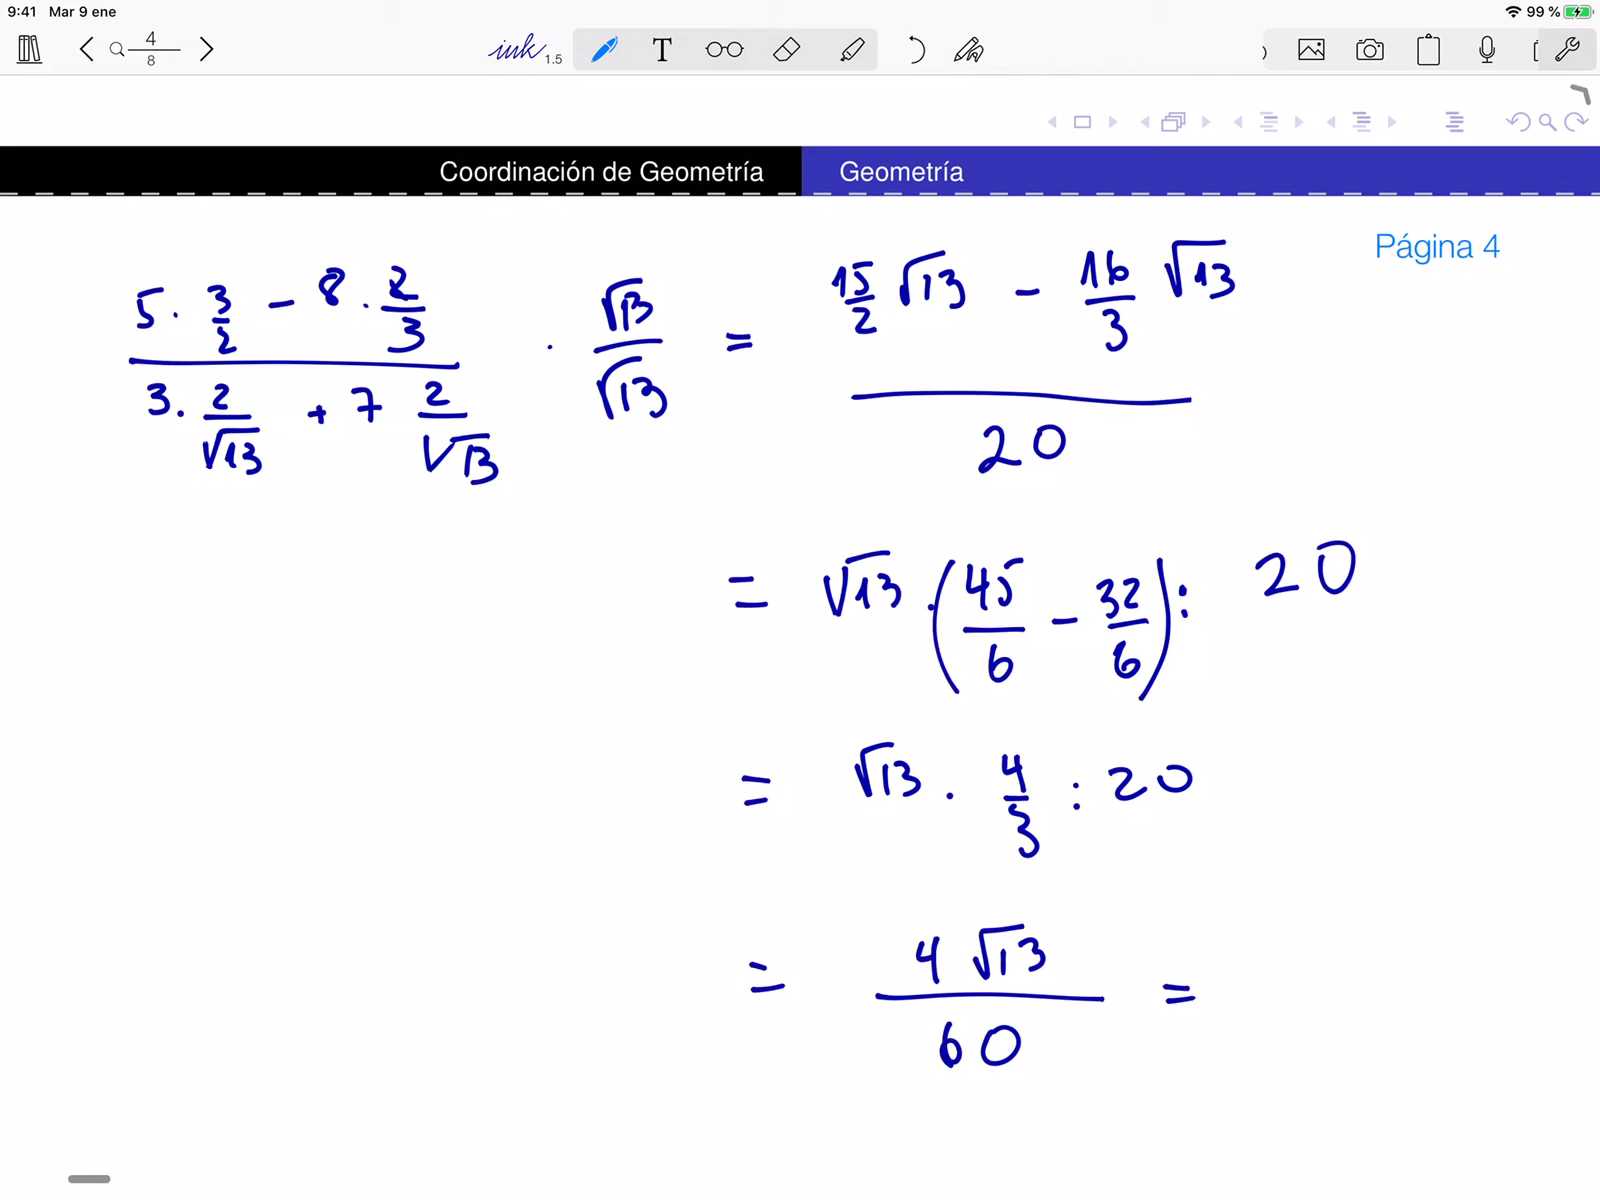 9:41 Mar 9 ene 99 %
4
8
ink 1.5 T
Coordinación de Geometría Geometría
Página 4
5 · 3/2 − 8 · 2/3 / 3 · 2/√13 + 7 2/√13 · √13/√13 = 15/2 √13 − 16/3 √13 / 20
= √13 · (45/6 − 32/6) : 20
= √13 · 4/3 : 20
= 4 √13 / 60 =